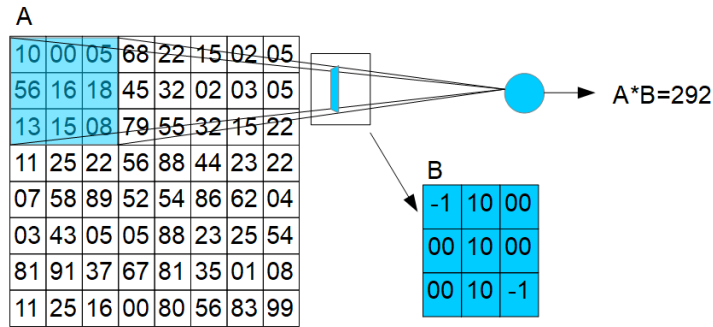 A
10 00 05 68 22 15 02 05
56 16 18 45 32 02 03 05
13 15 08 79 55 32 15 22
11 25 22 56 88 44 23 22
07 58 89 52 54 86 62 04
03 43 05 05 88 23 25 54
81 91 37 67 81 35 01 08
11 25 16 00 80 56 83 99
A*B=292
B
-1 10 00
00 10 00
00 10 -1